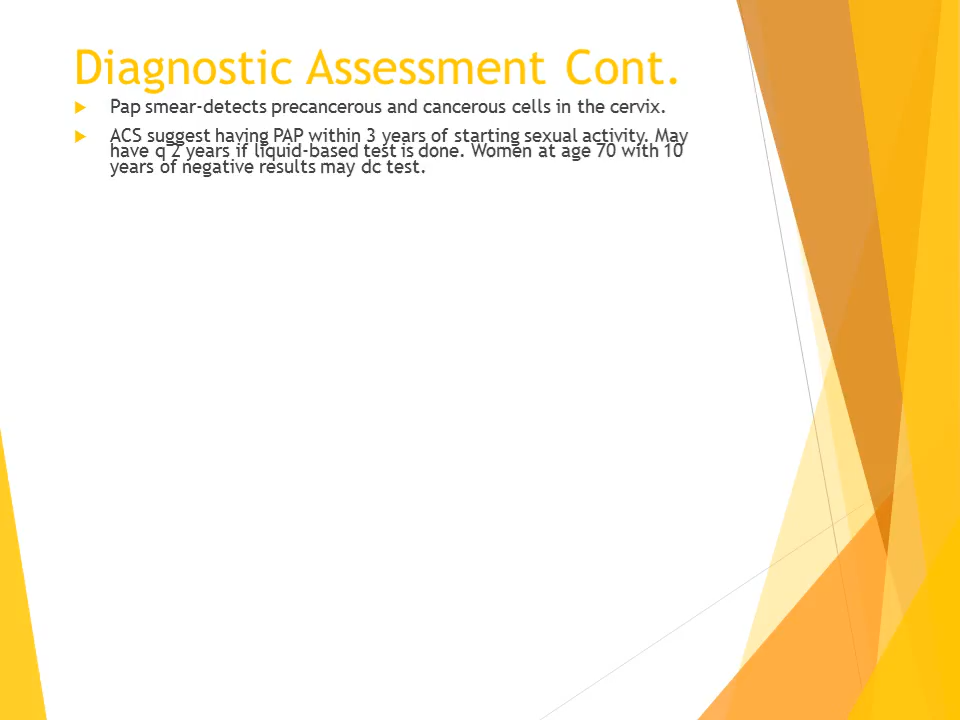 Diagnostic Assessment Cont.
Pap smear-detects precancerous and cancerous cells in the cervix.
ACS suggest having PAP within 3 years of starting sexual activity. May
have q 2 years if liquid-based test is done. Women at age 70 with 10
years of negative results may dc test.